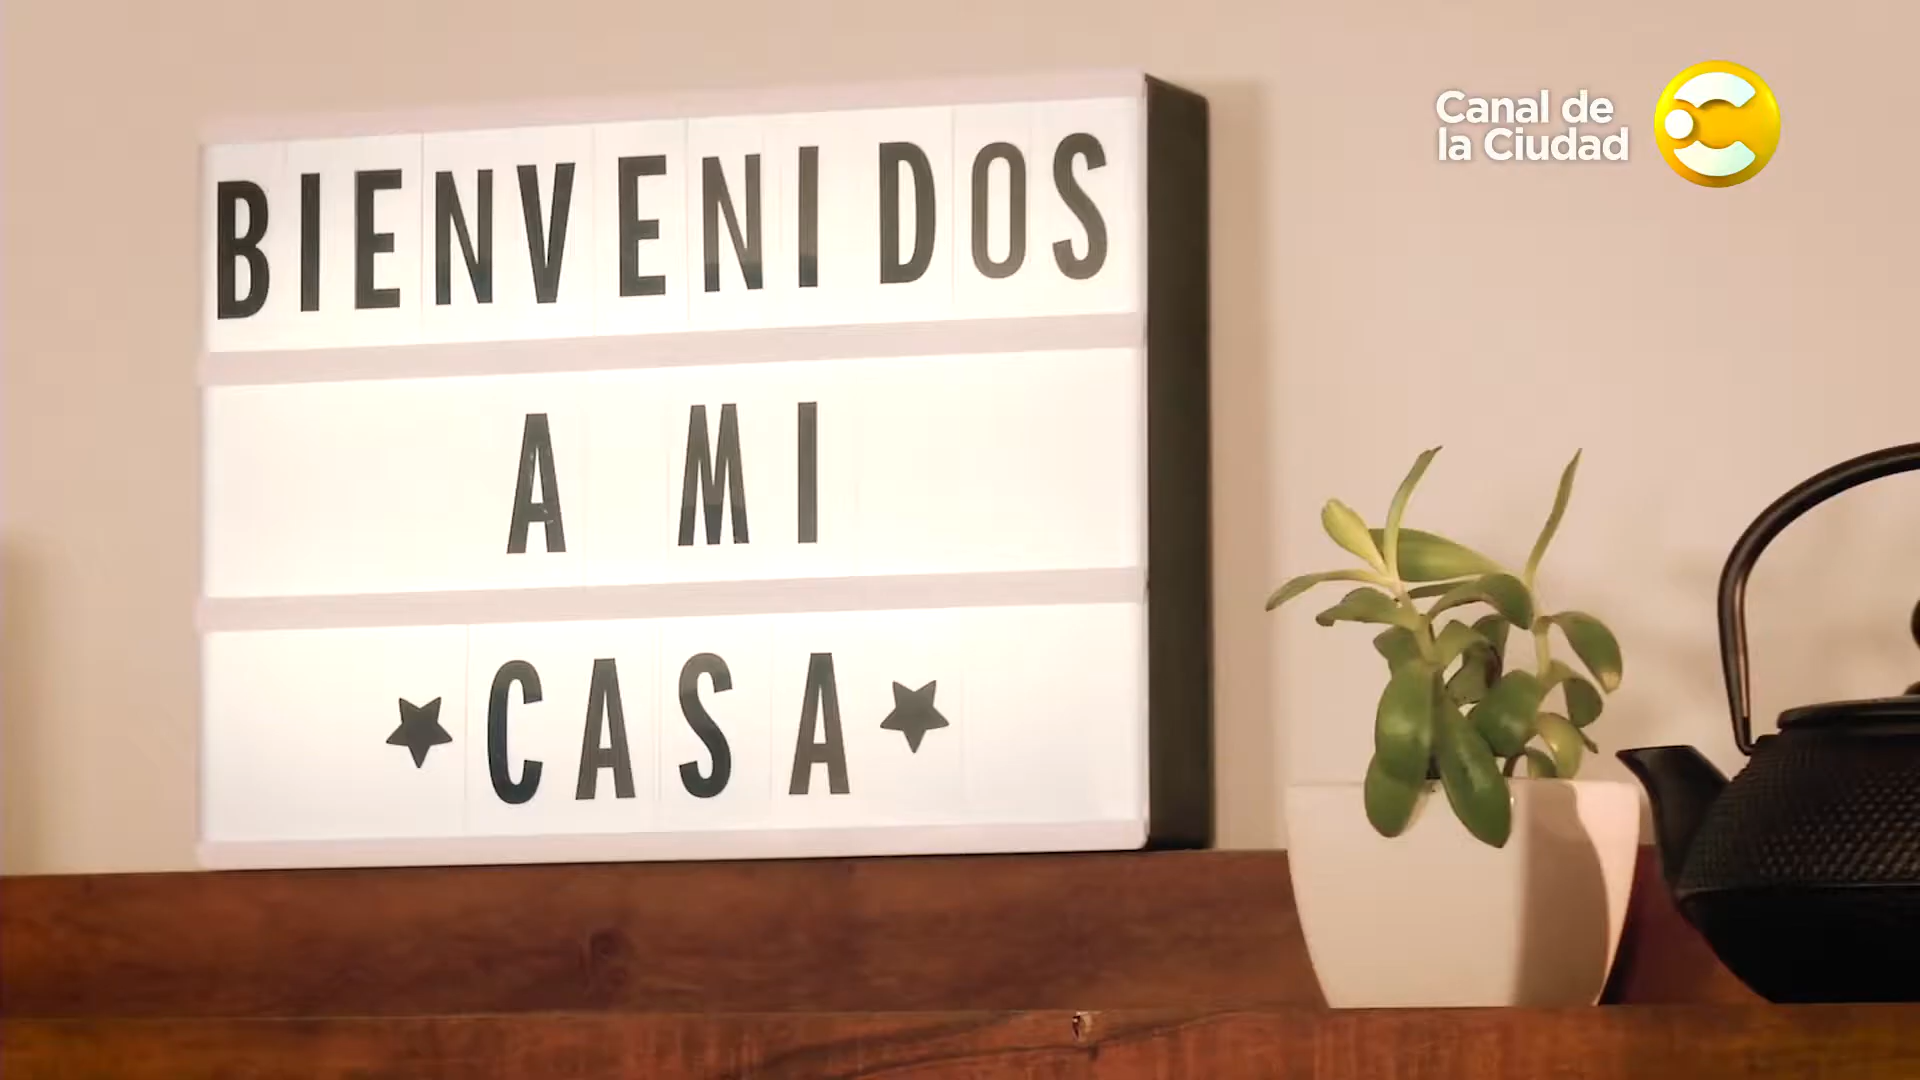 BIENVENIDOS
A MI
★CASA★
Canal de
la Ciudad